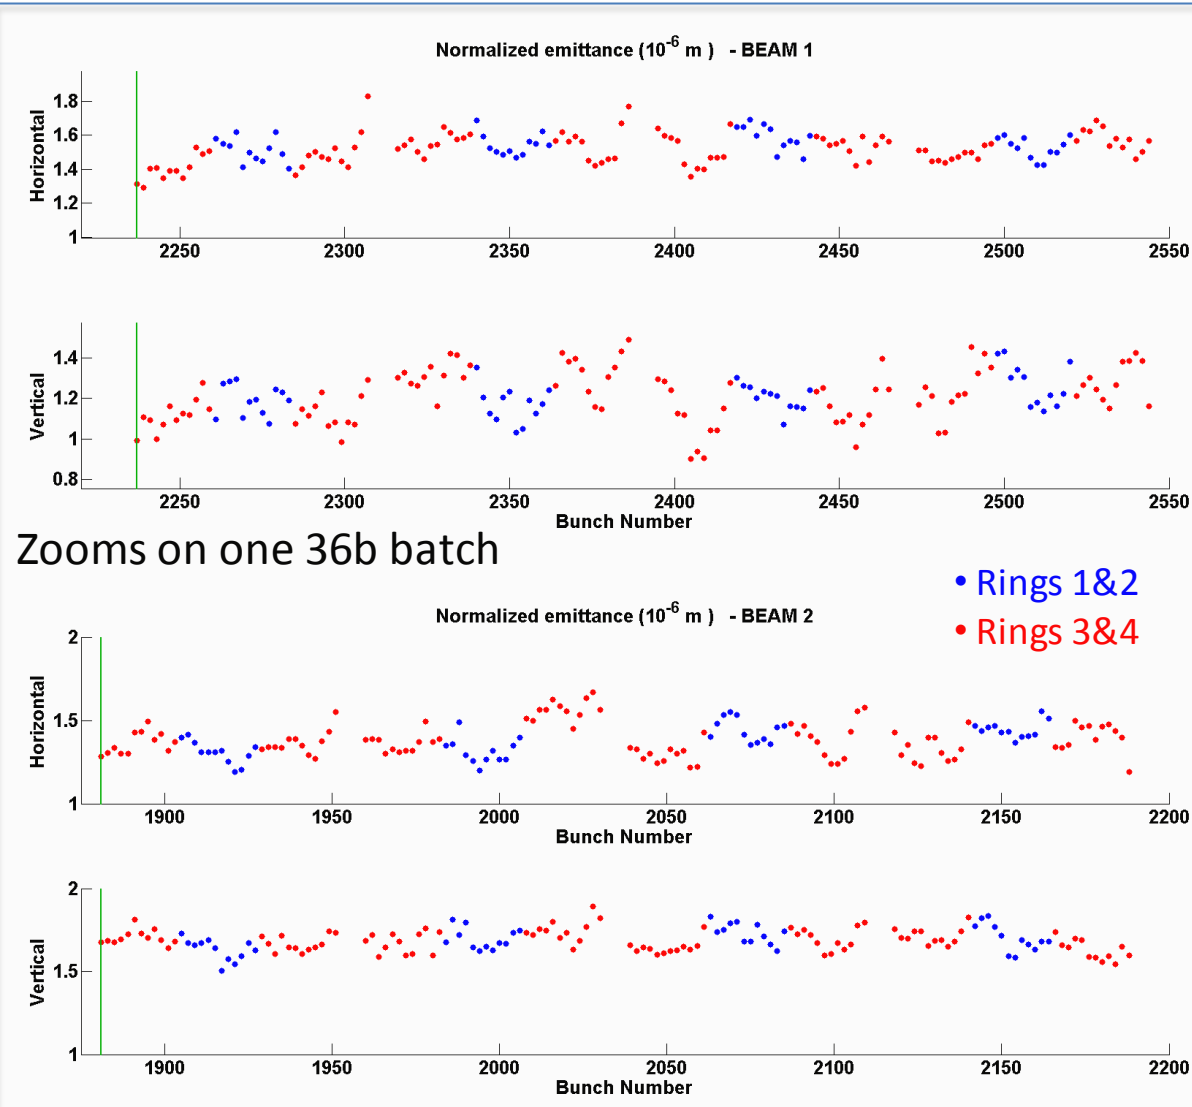 Normalized emittance (10^-6 m ) - BEAM 1
Horizontal
1.8
1.6
1.4
1.2
1
2250 2300 2350 2400 2450 2500 2550
Vertical
1.4
1.2
1
0.8
2250 2300 2350 2400 2450 2500 2550
Bunch Number
Zooms on one 36b batch
Rings 1&2
Rings 3&4
Normalized emittance (10^-6 m ) - BEAM 2
Horizontal
2
1.5
1
1900 1950 2000 2050 2100 2150 2200
Bunch Number
Vertical
2
1.5
1
1900 1950 2000 2050 2100 2150 2200
Bunch Number